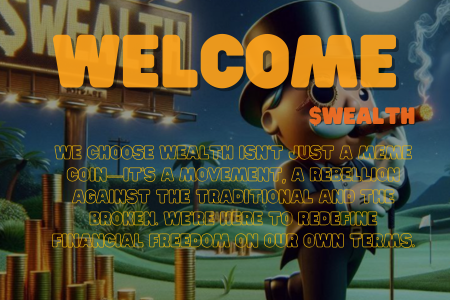 $WEALTH
WELCOME
$WEALTH
WE CHOOSE WEALTH ISN'T JUST A MEME
COIN—IT'S A MOVEMENT, A REBELLION
AGAINST THE TRADITIONAL AND THE
BROKEN. WE'RE HERE TO REDEFINE
FINANCIAL FREEDOM ON OUR OWN TERMS.